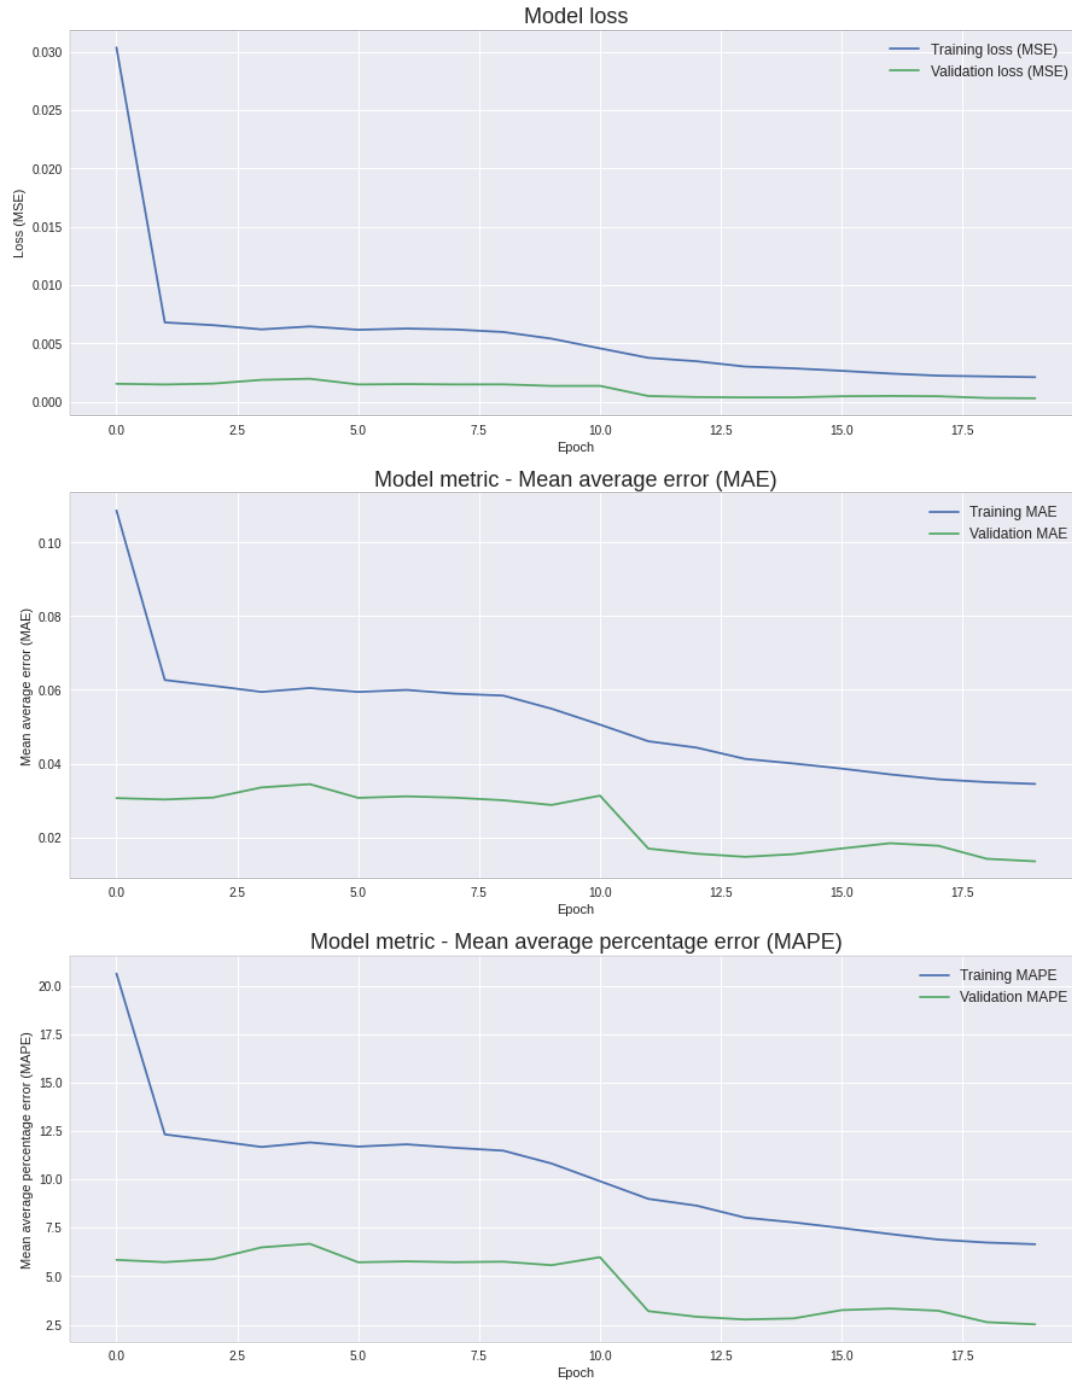 Model loss
Training loss (MSE)
Validation loss (MSE)
Loss (MSE)
0.030
0.025
0.020
0.015
0.010
0.005
0.000
0.0 2.5 5.0 7.5 10.0 12.5 15.0 17.5
Epoch
Model metric - Mean average error (MAE)
Training MAE
Validation MAE
Mean average error (MAE)
0.10
0.08
0.06
0.04
0.02
0.0 2.5 5.0 7.5 10.0 12.5 15.0 17.5
Epoch
Model metric - Mean average percentage error (MAPE)
Training MAPE
Validation MAPE
Mean average percentage error (MAPE)
20.0
17.5
15.0
12.5
10.0
7.5
5.0
2.5
0.0 2.5 5.0 7.5 10.0 12.5 15.0 17.5
Epoch